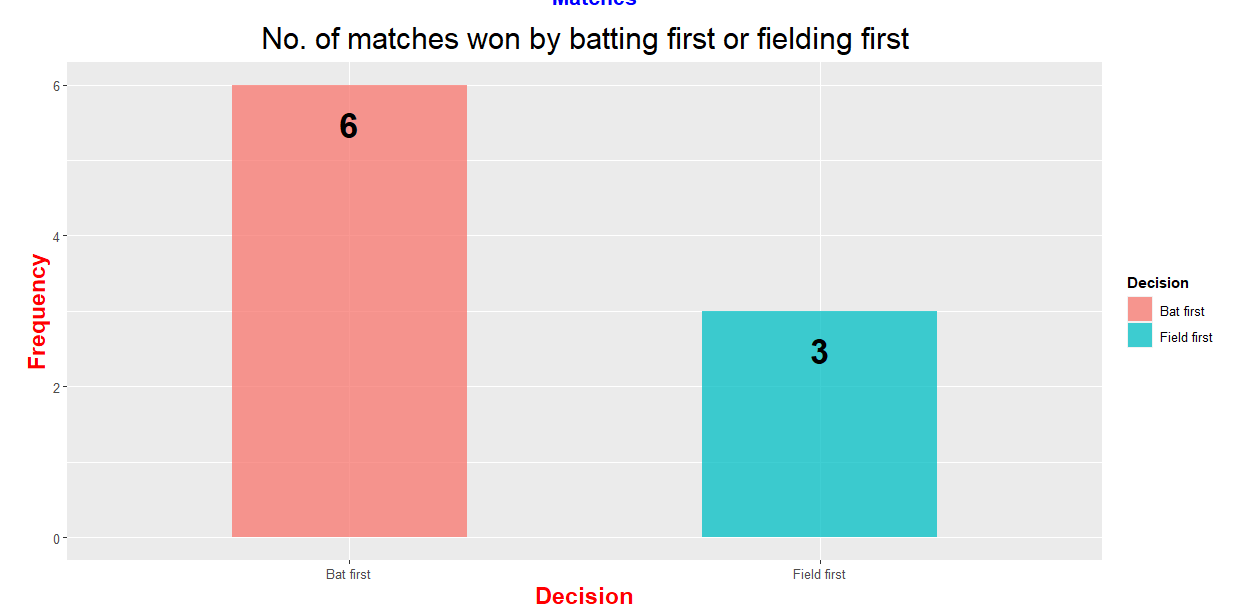 Matches
No. of matches won by batting first or fielding first
6
4
2
0
Frequency
6
3
Bat first
Field first
Decision
Decision
Bat first
Field first